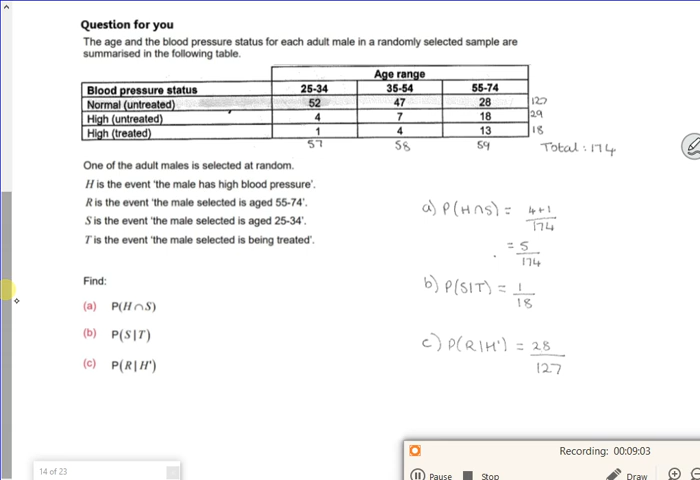 Question for you
The age and the blood pressure status for each adult male in a randomly selected sample are
summarised in the following table.
Age range
Blood pressure status 25-34 35-54 55-74
Normal (untreated) 52 47 28 127
High (untreated) 4 7 18 29
High (treated) 1 4 13 18
57 58 59 Total : 174
One of the adult males is selected at random.
H is the event 'the male has high blood pressure'.
R is the event 'the male selected is aged 55-74'.
S is the event 'the male selected is aged 25-34'.
T is the event 'the male selected is being treated'.
Find:
(a) P(H∩S)
(b) P(S|T)
(c) P(R|H')
a) P(H∩S) = 4+1
174
= 5
174
b) P(S|T) = 1
18
c) P(R|H') = 28
127
14 of 23
Recording: 00:09:03
Pause Stop Draw